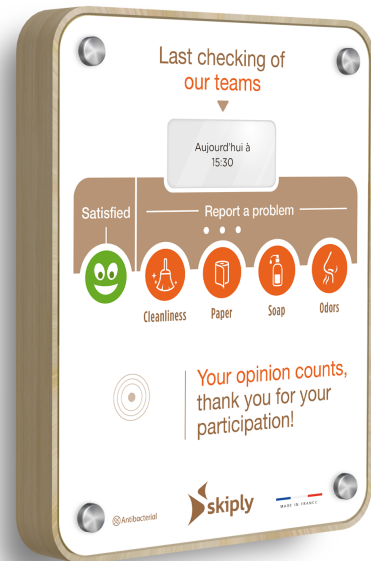 Last checking of
our teams
Aujourd'hui à
15:30
Satisfied
Report a problem
Cleanliness
Paper
Soap
Odors
Your opinion counts,
thank you for your
participation!
Antibacterial
skiply
MADE IN FRANCE